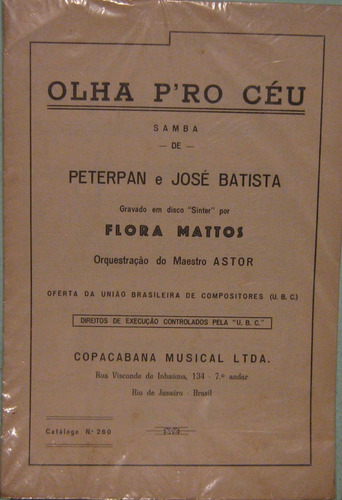 OLHA P'RO CÉU
SAMBA
— DE —
PETERPAN e JOSÉ BATISTA
Gravado em disco "Sinter" por
FLORA MATTOS
Orquestração do Maestro ASTOR
OFERTA DA UNIÃO BRASILEIRA DE COMPOSITORES (U. B. C.)
DIREITOS DE EXECUÇÃO CONTROLADOS PELA "U. B. C."
COPACABANA MUSICAL LTDA.
Rua Visconde de Inhaúma, 134 - 7.º andar
Rio de Janeiro - Brasil
Catálogo N.º 260